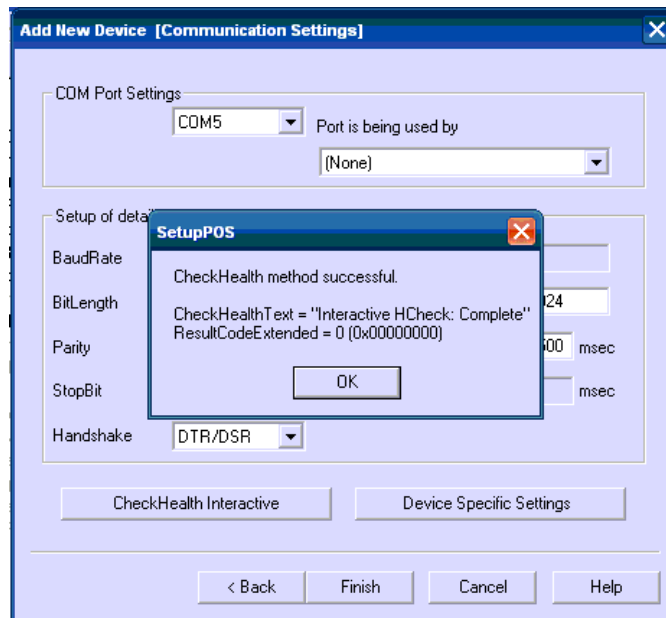 Add New Device [Communication Settings]
COM Port Settings
COM5
Port is being used by
(None)
Setup of
SetupPOS
CheckHealth method successful.
CheckHealthText = "Interactive HCheck: Complete"
ResultCodeExtended = 0 (0x00000000)
OK
BaudRate
BitLength
Parity
msec
StopBit
msec
Handshake
DTR/DSR
CheckHealth Interactive
Device Specific Settings
< Back
Finish
Cancel
Help